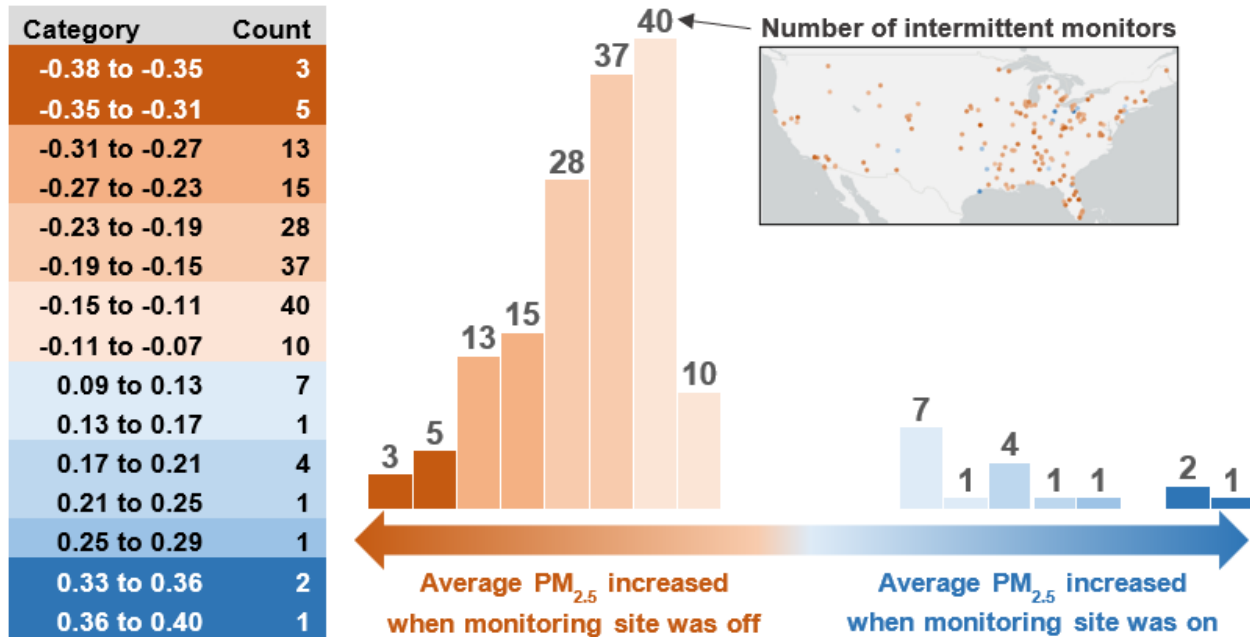 Category Count
-0.38 to -0.35 3
-0.35 to -0.31 5
-0.31 to -0.27 13
-0.27 to -0.23 15
-0.23 to -0.19 28
-0.19 to -0.15 37
-0.15 to -0.11 40
-0.11 to -0.07 10
0.09 to 0.13 7
0.13 to 0.17 1
0.17 to 0.21 4
0.21 to 0.25 1
0.25 to 0.29 1
0.33 to 0.36 2
0.36 to 0.40 1
3
5
13
15
28
37
40
10
7
1
4
1
1
2
1
Number of intermittent monitors
Average PM2.5 increased
when monitoring site was off
Average PM2.5 increased
when monitoring site was on